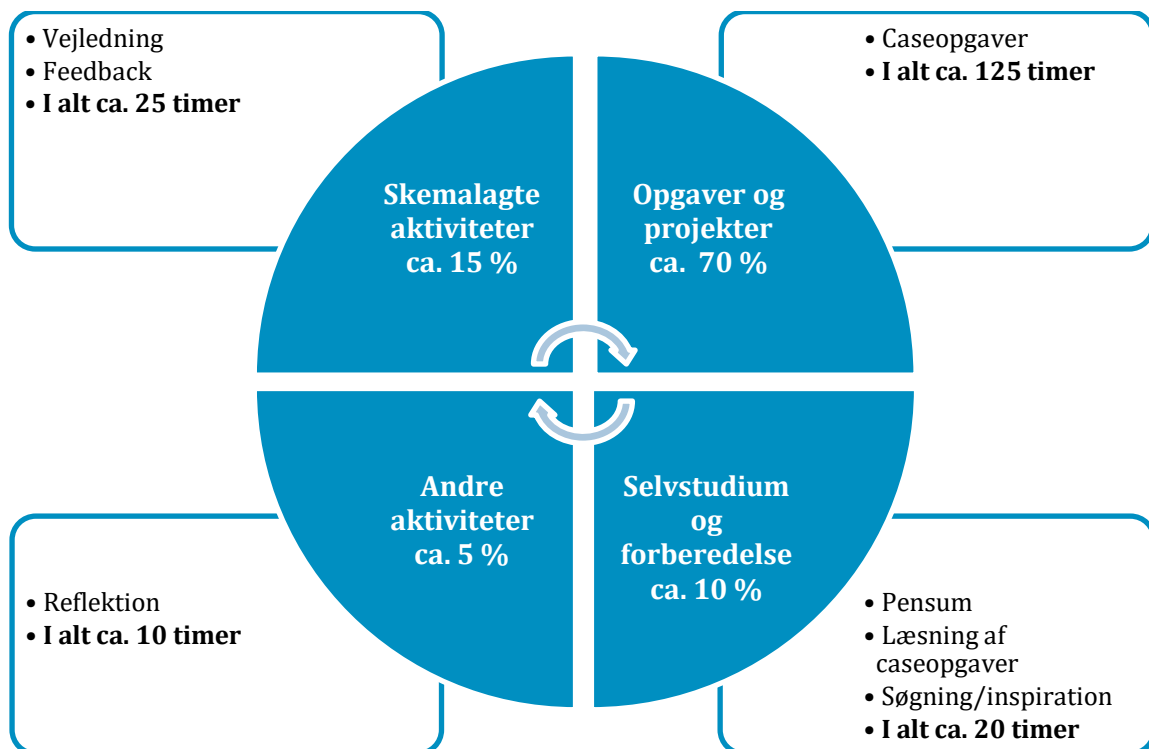 • Vejledning
• Feedback
• I alt ca. 25 timer
• Caseopgaver
• I alt ca. 125 timer
Skemalagte
aktiviteter
ca. 15 %
Opgaver og
projekter
ca. 70 %
Andre
aktiviteter
ca. 5 %
Selvstudium
og
forberedelse
ca. 10 %
• Reflektion
• I alt ca. 10 timer
• Pensum
• Læsning af
caseopgaver
• Søgning/inspiration
• I alt ca. 20 timer